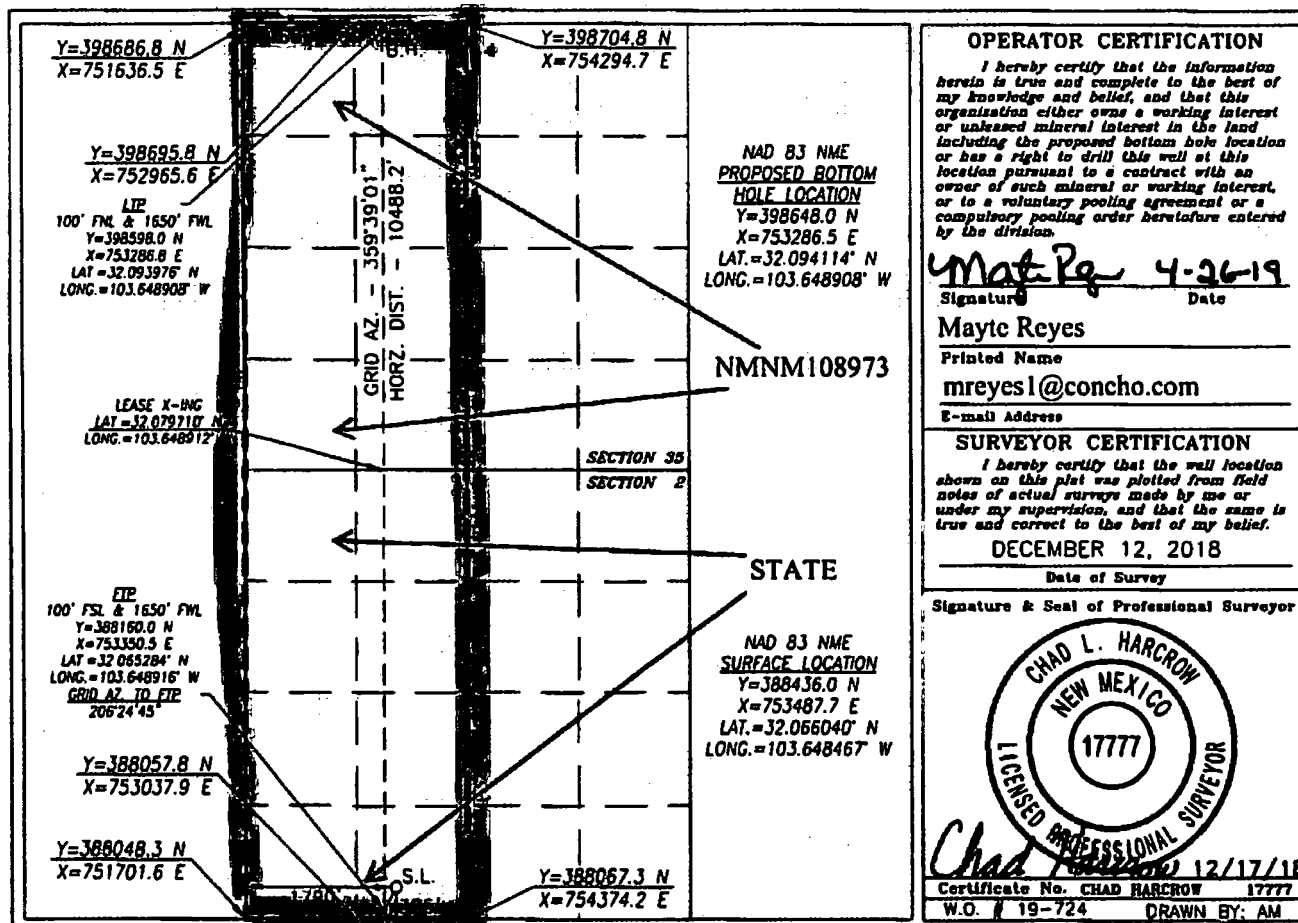 Y=398686.8 N
X=751636.5 E
Y=398704.8 N
X=754294.7 E
Y=398695.8 N
X=752965.6 E
LTP
100' FNL & 1650' FWL
Y=398598.0 N
X=753286.8 E
LAT =32.093976° N
LONG.=103.648908° W
GRID AZ. - 359°39'01"
HORZ. DIST. - 10488.2'
LEASE X-ING
LAT =32.079710° N
LONG.=103.648912°
SECTION 35
SECTION 2
FTP
100' FSL & 1650' FWL
Y=388160.0 N
X=753350.5 E
LAT =32.065284° N
LONG.=103.648916° W
GRID AZ. TO FTP
206°24'45"
Y=388057.8 N
X=753037.9 E
Y=388048.3 N
X=751701.6 E
S.L.
1780'
Y=388067.3 N
X=754374.2 E
NAD 83 NME
PROPOSED BOTTOM
HOLE LOCATION
Y=398648.0 N
X=753286.5 E
LAT.=32.094114° N
LONG.=103.648908° W
NMNM108973
STATE
NAD 83 NME
SURFACE LOCATION
Y=388436.0 N
X=753487.7 E
LAT.=32.066040° N
LONG.=103.648467° W
OPERATOR CERTIFICATION
I hereby certify that the information
herein is true and complete to the best of
my knowledge and belief, and that this
organization either owns a working interest
or unleased mineral interest in the land
including the proposed bottom hole location
or has a right to drill this well at this
location pursuant to a contract with an
owner of such mineral or working interest,
or to a voluntary pooling agreement or a
compulsory pooling order heretofore entered
by the division.
4-26-19
Signature Date
Mayte Reyes
Printed Name
mreyes1@concho.com
E-mail Address
SURVEYOR CERTIFICATION
I hereby certify that the well location
shown on this plat was plotted from field
notes of actual surveys made by me or
under my supervision, and that the same is
true and correct to the best of my belief.
DECEMBER 12, 2018
Date of Survey
Signature & Seal of Professional Surveyor
CHAD L. HARCROW
NEW MEXICO
17777
LICENSED PROFESSIONAL SURVEYOR
Chad Harcrow 12/17/18
Certificate No. CHAD HARCROW 17777
W.O. # 19-724 DRAWN BY: AM